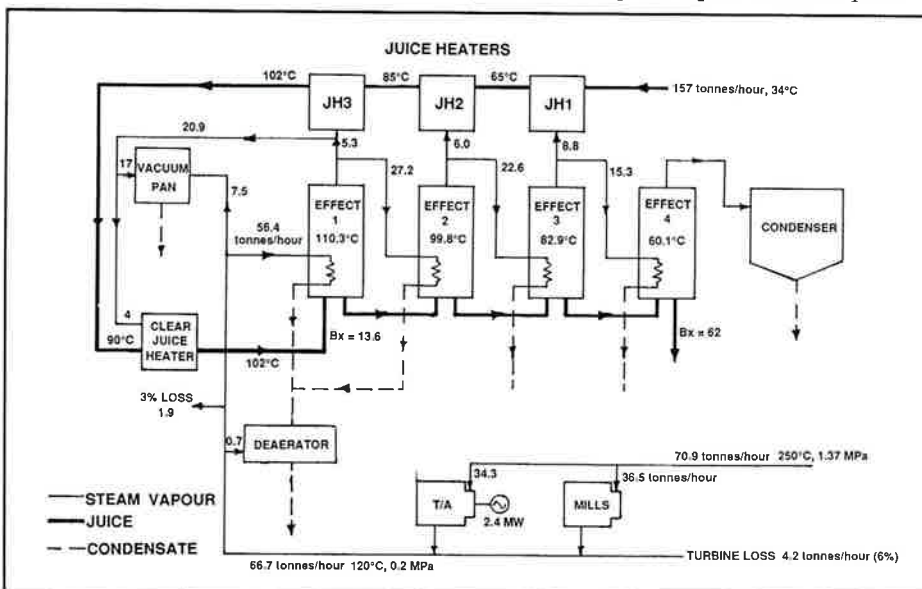 JUICE HEATERS
102°C
85°C
65°C
JH3
JH2
JH1
157 tonnes/hour, 34°C
20.9
5.3
6.0
8.8
17
VACUUM
PAN
7.5
27.2
22.6
15.3
56.4
tonnes/hour
EFFECT
1
110.3°C
EFFECT
2
99.8°C
EFFECT
3
82.9°C
EFFECT
4
60.1°C
CONDENSER
4
90°C
CLEAR
JUICE
HEATER
102°C
Bx = 13.6
Bx = 62
3% LOSS
1.9
0.7
DEAERATOR
70.9 tonnes/hour 250°C, 1.37 MPa
34.3
36.5 tonnes/hour
T/A
2.4 MW
MILLS
STEAM VAPOUR
JUICE
CONDENSATE
66.7 tonnes/hour 120°C, 0.2 MPa
TURBINE LOSS 4.2 tonnes/hour (6%)